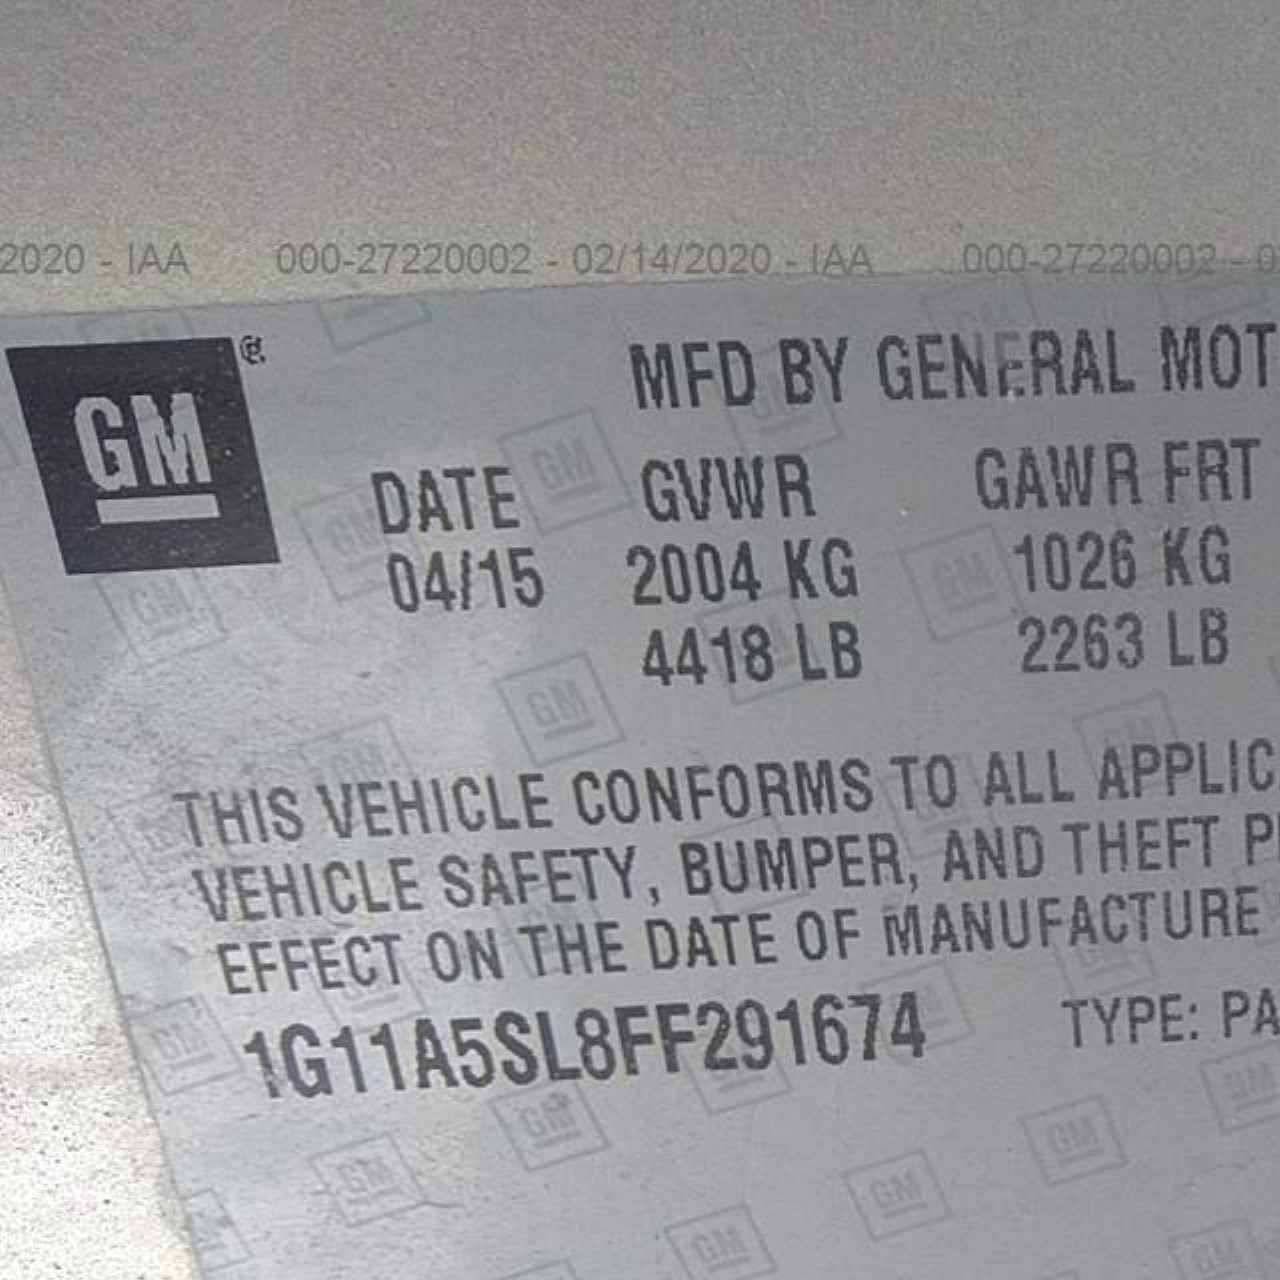 2020 - IAA 000-27220002 - 02/14/2020 - IAA 000-27220002 - 0
GM
MFD BY GENERAL MOT
DATE GVWR GAWR FRT
04/15 2004 KG 1026 KG
4418 LB 2263 LB
THIS VEHICLE CONFORMS TO ALL APPLIC
VEHICLE SAFETY, BUMPER, AND THEFT P
EFFECT ON THE DATE OF MANUFACTURE
1G11A5SL8FF291674 TYPE: PA